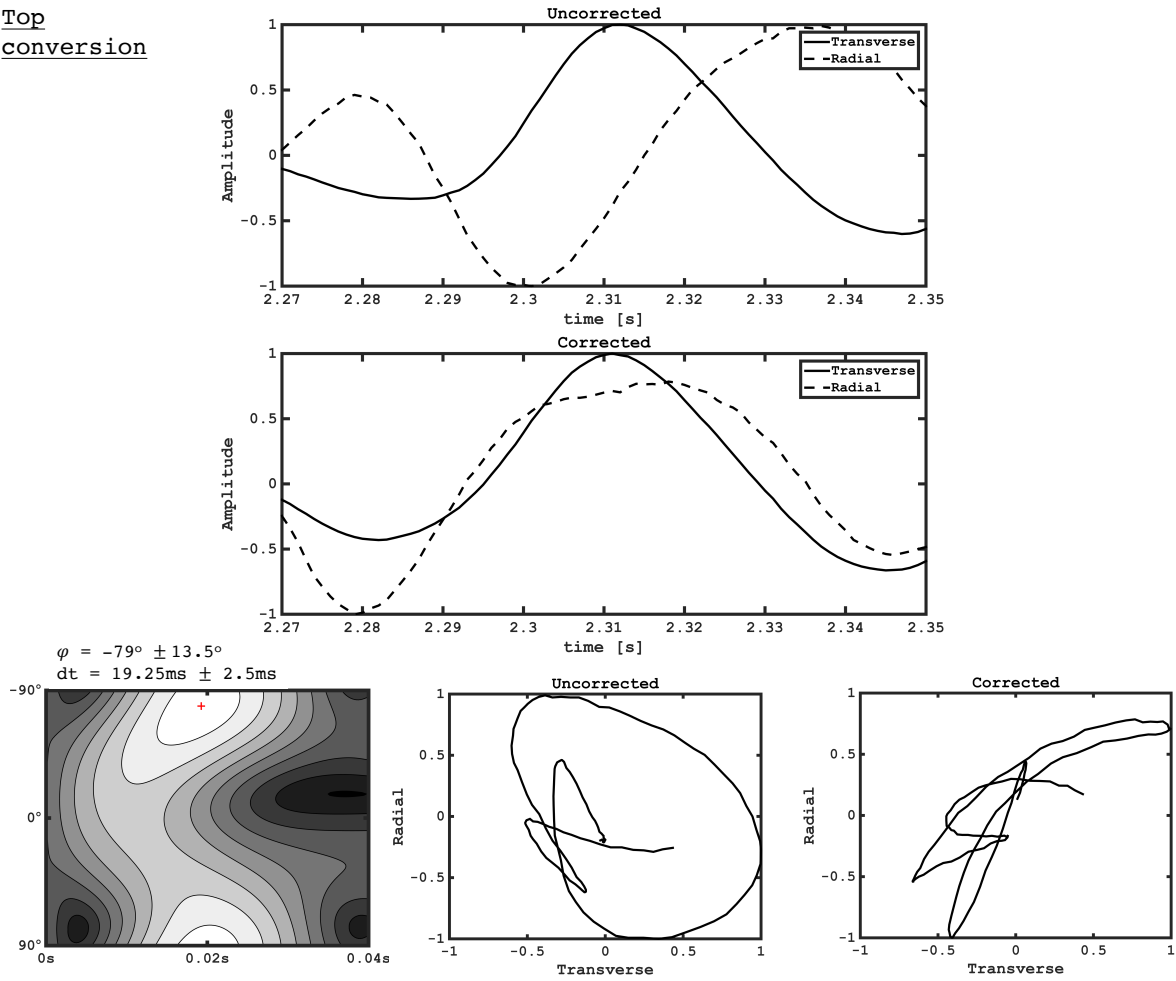 Top
conversion
Uncorrected
Transverse
Radial
Amplitude
1
0.5
0
−0.5
−1
2.27 2.28 2.29 2.3 2.31 2.32 2.33 2.34 2.35
time [s]
Corrected
Transverse
Radial
Amplitude
1
0.5
0
−0.5
−1
2.27 2.28 2.29 2.3 2.31 2.32 2.33 2.34 2.35
time [s]
φ = −79º ±13.5º
dt = 19.25ms ± 2.5ms
−90°
0°
90°
0s 0.02s 0.04s
Uncorrected
Radial
1
0.5
0
−0.5
−1
−1 −0.5 0 0.5 1
Transverse
Corrected
Radial
1
0.5
0
−0.5
−1
−1 −0.5 0 0.5 1
Transverse